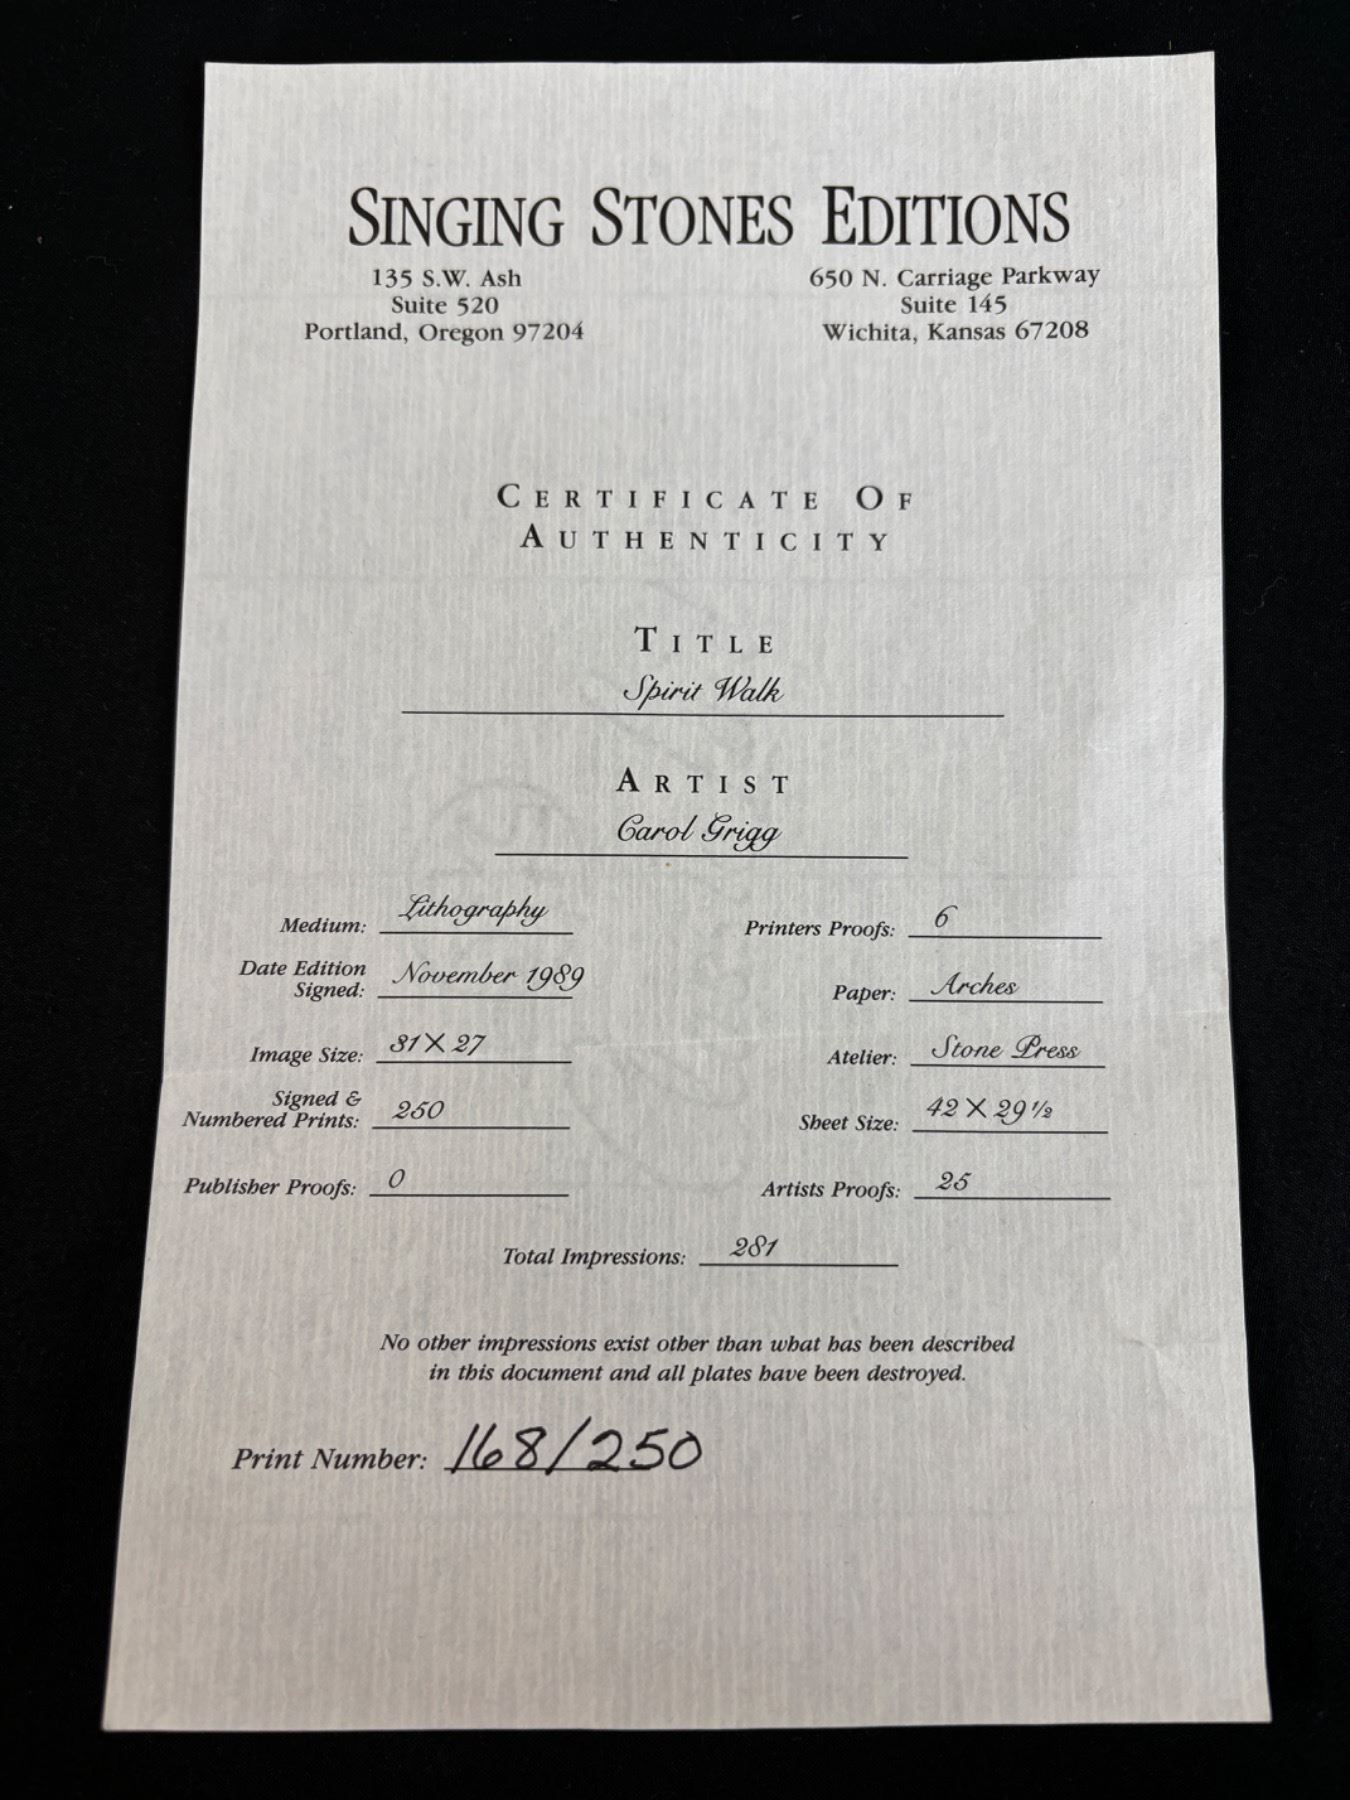 SINGING STONES EDITIONS
135 S.W. Ash
Suite 520
Portland, Oregon 97204
650 N. Carriage Parkway
Suite 145
Wichita, Kansas 67208
CERTIFICATE OF
AUTHENTICITY
TITLE
Spirit Walk
ARTIST
Carol Grigg
Medium: Lithography
Printers Proofs: 6
Date Edition
Signed: November 1989
Paper: Arches
Image Size: 31 X 27
Atelier: Stone Press
Signed &
Numbered Prints: 250
Sheet Size: 42 X 29 1/2
Publisher Proofs: 0
Artists Proofs: 25
Total Impressions: 281
No other impressions exist other than what has been described
in this document and all plates have been destroyed.
Print Number: 168/250